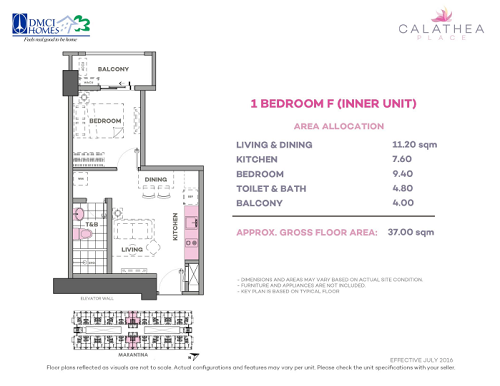 DMCI
HOMES
Feels so good to be home
CALATHEA
PLACE
BALCONY
BEDROOM
DINING
T&B
LIVING
KITCHEN
ELEVATOR WALL
MAKANTINA
1 BEDROOM F (INNER UNIT)
AREA ALLOCATION
LIVING & DINING 11.20 sqm
KITCHEN 7.60
BEDROOM 9.40
TOILET & BATH 4.80
BALCONY 4.00
APPROX. GROSS FLOOR AREA: 37.00 sqm
- DIMENSIONS AND AREAS MAY VARY BASED ON ACTUAL SITE CONDITION.
- FURNITURE AND APPLIANCES ARE NOT INCLUDED.
- KEY PLAN IS BASED ON TYPICAL FLOOR
EFFECTIVE JULY 2016
Floor plans reflected as visuals are not to scale. Actual configurations and features may vary per unit. Please check the unit specifications with your seller.